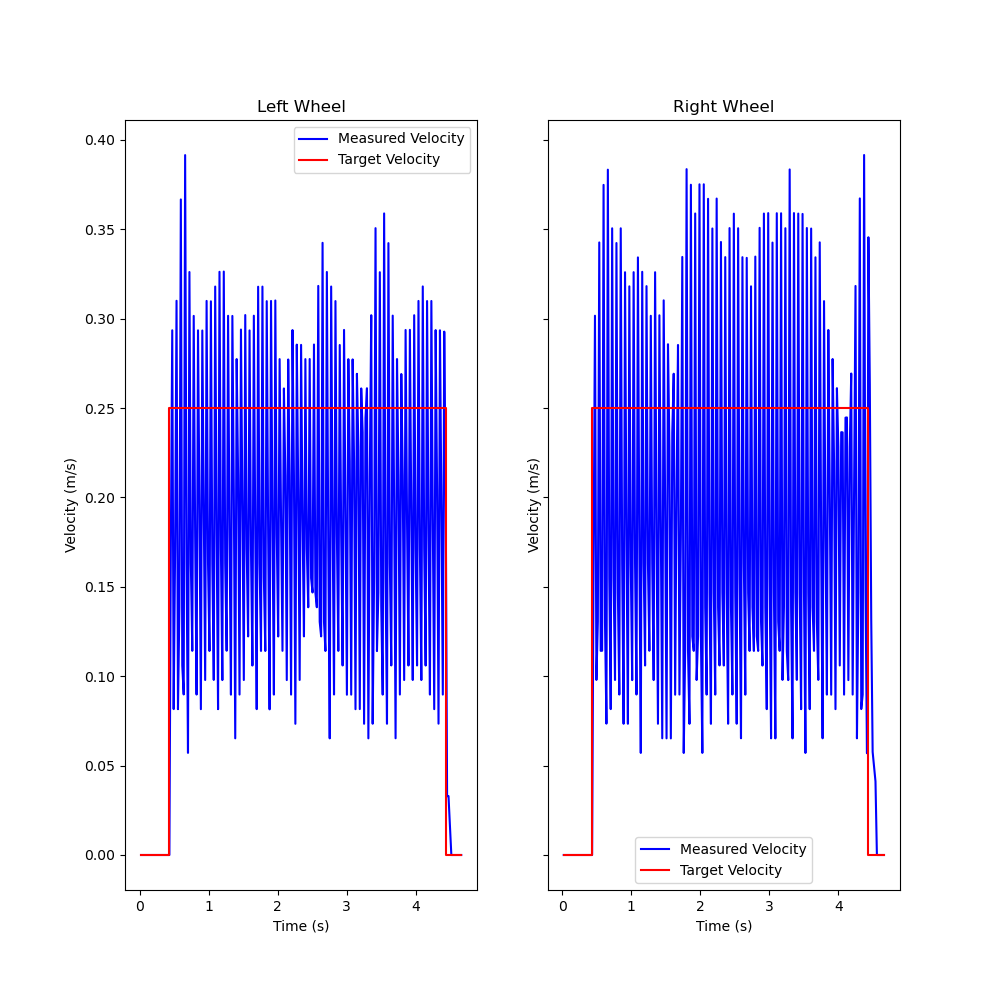 Left Wheel
Measured Velocity
Target Velocity
0.40
0.35
0.30
0.25
0.20
0.15
0.10
0.05
0.00
Velocity (m/s)
0 1 2 3 4
Time (s)
Right Wheel
Velocity (m/s)
Measured Velocity
Target Velocity
0 1 2 3 4
Time (s)